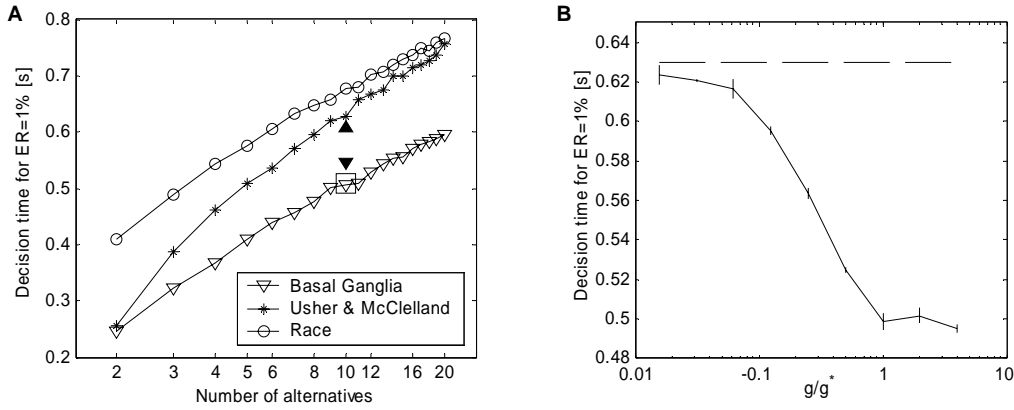 A
Decision time for ER=1% [s]
0.8
0.7
0.6
0.5
0.4
0.3
0.2
2 3 4 5 6 8 10 12 16 20
Number of alternatives
Basal Ganglia
Usher & McClelland
Race
B
Decision time for ER=1% [s]
0.64
0.62
0.6
0.58
0.56
0.54
0.52
0.5
0.48
0.01 -0.1 1 10
g/g*